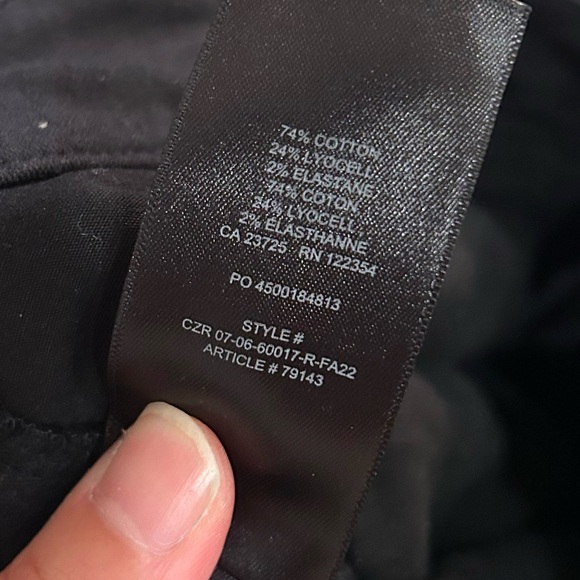 74% COTTON
24% LYOCELL
2% ELASTANE
74% COTON
24% LYOCELL
2% ÉLASTHANNE
CA 23725 RN 122354
PO 4500184813
STYLE #
CZR 07-06-60017-R-FA22
ARTICLE # 79143